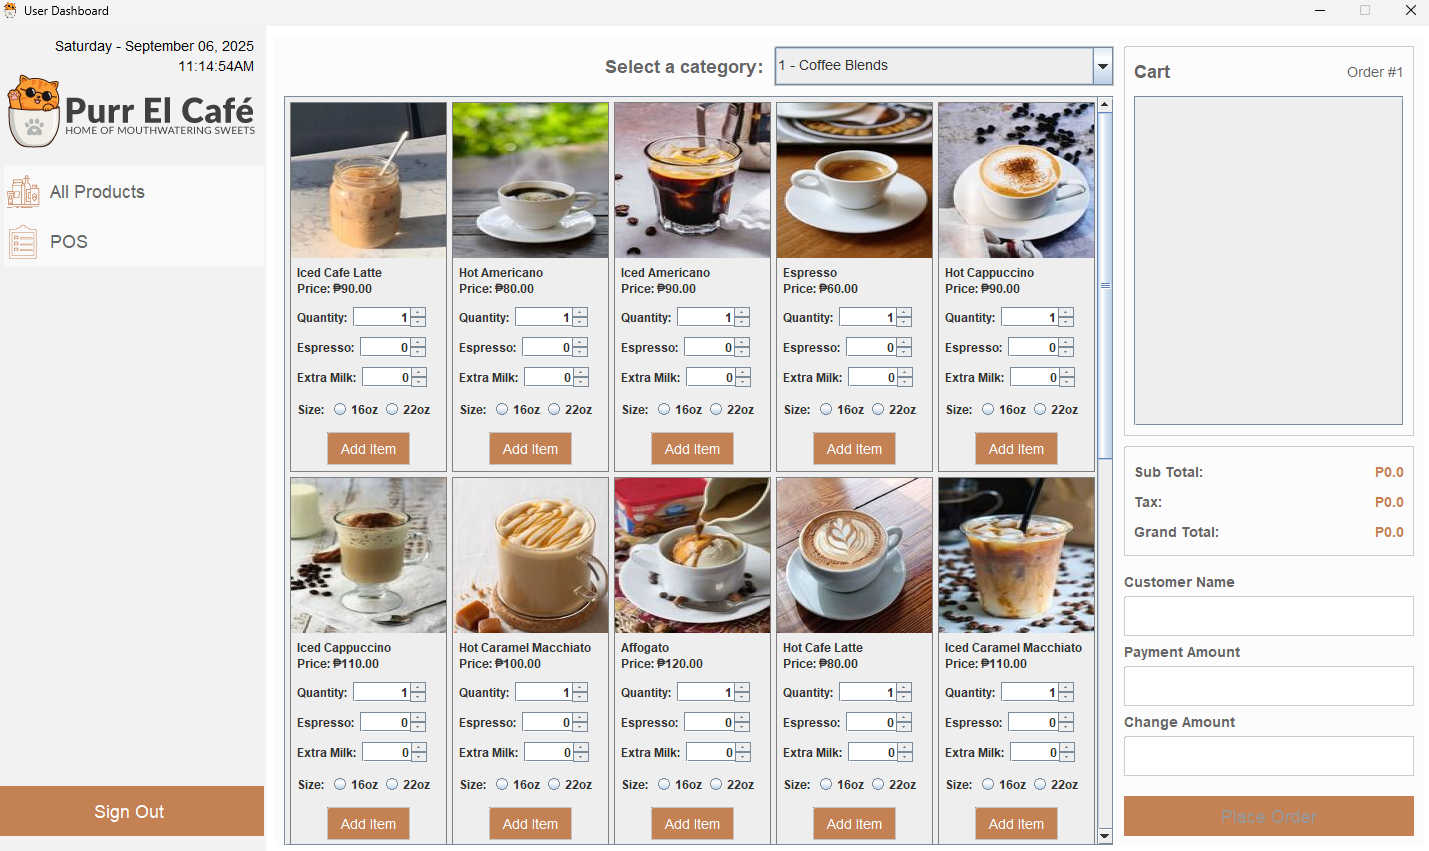 User Dashboard
Saturday - September 06, 2025
11:14:54AM
Purr El Café
HOME OF MOUTHWATERING SWEETS
All Products
POS
Sign Out
Select a category:
1 - Coffee Blends
Iced Cafe Latte
Price: ₱90.00
Quantity: 1
Espresso: 0
Extra Milk: 0
Size: 16oz 22oz
Add Item
Hot Americano
Price: ₱80.00
Quantity: 1
Espresso: 0
Extra Milk: 0
Size: 16oz 22oz
Add Item
Iced Americano
Price: ₱90.00
Quantity: 1
Espresso: 0
Extra Milk: 0
Size: 16oz 22oz
Add Item
Espresso
Price: ₱60.00
Quantity: 1
Espresso: 0
Extra Milk: 0
Size: 16oz 22oz
Add Item
Hot Cappuccino
Price: ₱90.00
Quantity: 1
Espresso: 0
Extra Milk: 0
Size: 16oz 22oz
Add Item
Iced Cappuccino
Price: ₱110.00
Quantity: 1
Espresso: 0
Extra Milk: 0
Size: 16oz 22oz
Add Item
Hot Caramel Macchiato
Price: ₱100.00
Quantity: 1
Espresso: 0
Extra Milk: 0
Size: 16oz 22oz
Add Item
Affogato
Price: ₱120.00
Quantity: 1
Espresso: 0
Extra Milk: 0
Size: 16oz 22oz
Add Item
Hot Cafe Latte
Price: ₱80.00
Quantity: 1
Espresso: 0
Extra Milk: 0
Size: 16oz 22oz
Add Item
Iced Caramel Macchiato
Price: ₱110.00
Quantity: 1
Espresso: 0
Extra Milk: 0
Size: 16oz 22oz
Add Item
Cart
Order #1
Sub Total: P0.0
Tax: P0.0
Grand Total: P0.0
Customer Name
Payment Amount
Change Amount
Place Order